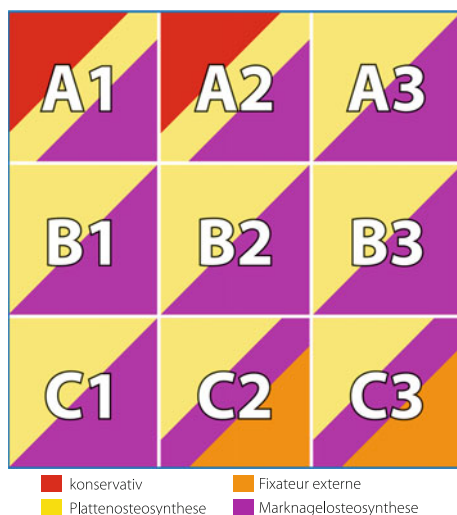 A1 A2 A3
B1 B2 B3
C1 C2 C3
konservativ Fixateur externe
Plattenosteosynthese Marknagelosteosynthese